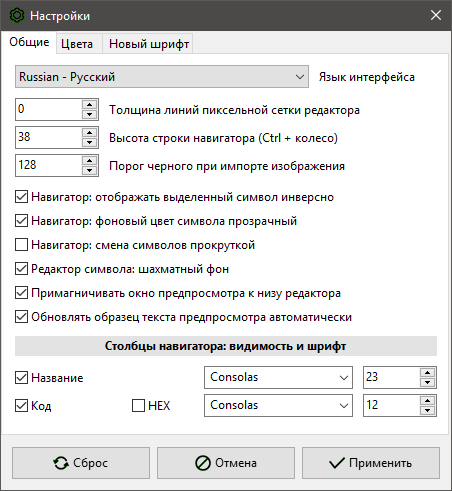 Настройки
Общие Цвета Новый шрифт
Russian - Русский Язык интерфейса
0 Толщина линий пиксельной сетки редактора
38 Высота строки навигатора (Ctrl + колесо)
128 Порог черного при импорте изображения
Навигатор: отображать выделенный символ инверсно
Навигатор: фоновый цвет символа прозрачный
Навигатор: смена символов прокруткой
Редактор символа: шахматный фон
Примагничивать окно предпросмотра к низу редактора
Обновлять образец текста предпросмотра автоматически
Столбцы навигатора: видимость и шрифт
Название Consolas 23
Код HEX Consolas 12
Сброс Отмена Применить